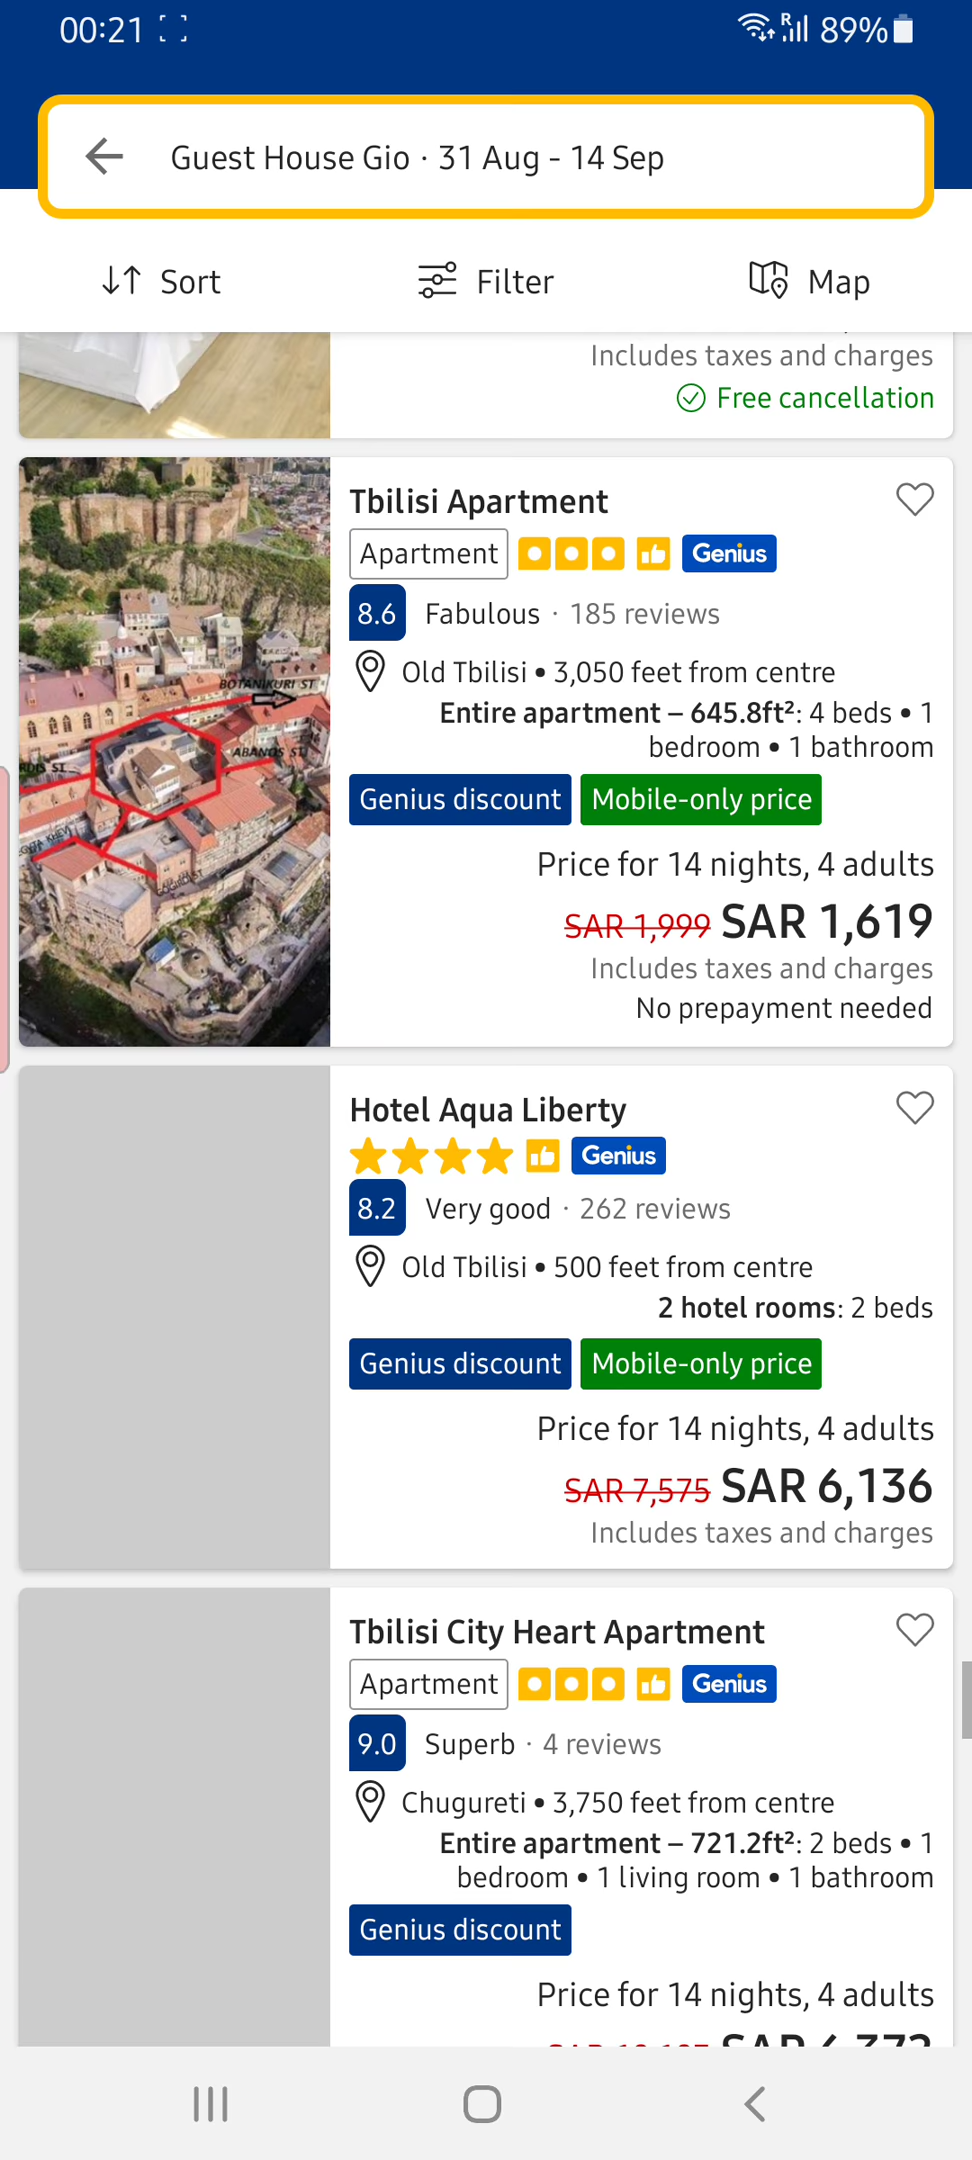 00:21
R 89%
Guest House Gio · 31 Aug - 14 Sep
Sort Filter Map
Includes taxes and charges
Free cancellation
Tbilisi Apartment
Apartment Genius
8.6 Fabulous · 185 reviews
Old Tbilisi • 3,050 feet from centre
Entire apartment – 645.8ft²: 4 beds • 1
bedroom • 1 bathroom
Genius discount Mobile-only price
Price for 14 nights, 4 adults
SAR 1,999 SAR 1,619
Includes taxes and charges
No prepayment needed
BOTANIKURI ST
ABANOS ST
Hotel Aqua Liberty
Genius
8.2 Very good · 262 reviews
Old Tbilisi • 500 feet from centre
2 hotel rooms: 2 beds
Genius discount Mobile-only price
Price for 14 nights, 4 adults
SAR 7,575 SAR 6,136
Includes taxes and charges
Tbilisi City Heart Apartment
Apartment Genius
9.0 Superb · 4 reviews
Chugureti • 3,750 feet from centre
Entire apartment – 721.2ft²: 2 beds • 1
bedroom • 1 living room • 1 bathroom
Genius discount
Price for 14 nights, 4 adults
SAR SAR